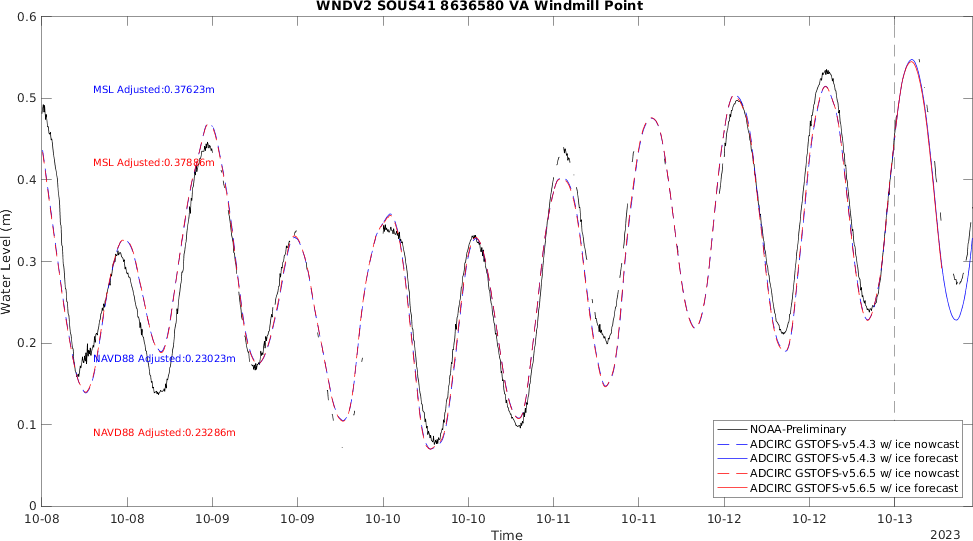 WNDV2 SOUS41 8636580 VA Windmill Point
0.6
0.5
0.4
0.3
0.2
0.1
0
Water Level (m)
MSL Adjusted:0.37623m
MSL Adjusted:0.37886m
NAVD88 Adjusted:0.23023m
NAVD88 Adjusted:0.23286m
NOAA-Preliminary
ADCIRC GSTOFS-v5.4.3 w/ ice nowcast
ADCIRC GSTOFS-v5.4.3 w/ ice forecast
ADCIRC GSTOFS-v5.6.5 w/ ice nowcast
ADCIRC GSTOFS-v5.6.5 w/ ice forecast
10-08 10-08 10-09 10-09 10-10 10-10 10-11 10-11 10-12 10-12 10-13
Time
2023